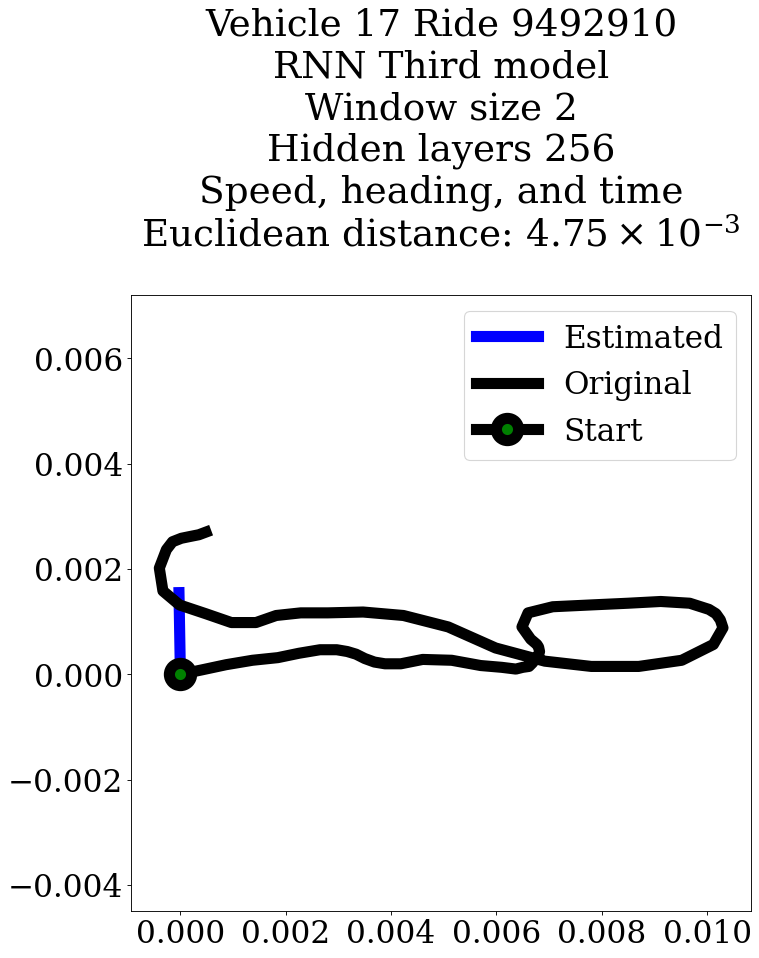 Vehicle 17 Ride 9492910
RNN Third model
Window size 2
Hidden layers 256
Speed, heading, and time
Euclidean distance: 4.75 × 10⁻³
Estimated
Original
Start
0.006
0.004
0.002
0.000
−0.002
−0.004
0.000 0.002 0.004 0.006 0.008 0.010